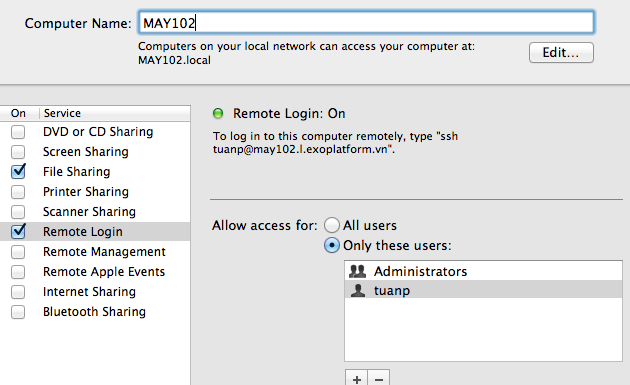 Computer Name: MAY102
Computers on your local network can access your computer at:
MAY102.local
Edit...
On Service
DVD or CD Sharing
Screen Sharing
File Sharing
Printer Sharing
Scanner Sharing
Remote Login
Remote Management
Remote Apple Events
Internet Sharing
Bluetooth Sharing
Remote Login: On
To log in to this computer remotely, type "ssh
tuanp@may102.l.exoplatform.vn".
Allow access for: All users
Only these users:
Administrators
tuanp
+ −